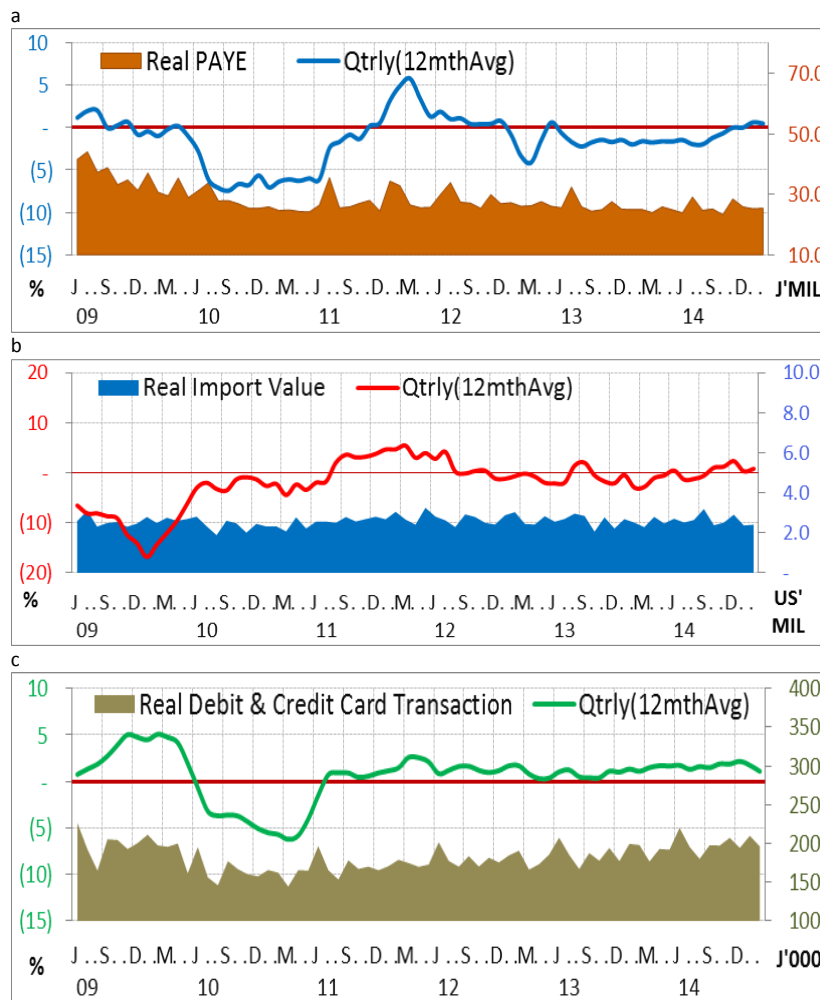 a
10
Real PAYE
Qtrly(12mthAvg)
70.0
5
50.0
-
(5)
30.0
(10)
(15)
10.0
% J . . S . . D. . M. . J . . S . . D. . M. . J . . S . . D. . M. . J . . S . . D. . M. . J . . S . . D. . M. . J . . S . . D. . J'MIL
09 10 11 12 13 14
b
20
Real Import Value
Qtrly(12mthAvg)
10.0
8.0
10
6.0
-
4.0
(10)
2.0
(20)
-
% J . . S . . D. . M. . J . . S . . D. . M. . J . . S . . D. . M. . J . . S . . D. . M. . J . . S . . D. . M. . J . . S . . D. . US'
09 10 11 12 13 14 MIL
c
10
Real Debit & Credit Card Transaction
Qtrly(12mthAvg)
400
350
5
300
-
250
(5)
200
(10)
150
(15)
100
% J . . S . . D. . M. . J . . S . . D. . M. . J . . S . . D. . M. . J . . S . . D. . M. . J . . S . . D. . M. . J . . S . . D. . J'000
09 10 11 12 13 14